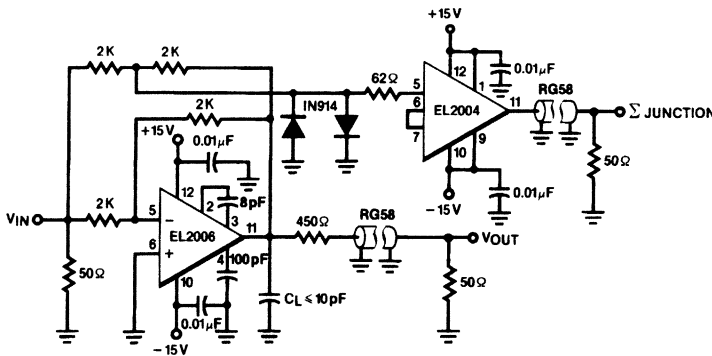 +15V
2K 2K
0.01µF
12
1
62Ω
RG58
IN914
5
2K
6
EL2004
11
Σ JUNCTION
+15V
7
0.01µF
10
9
50Ω
12
2
8pF
0.01µF
-15V
3
VIN
2K
5
−
EL2006
11
450Ω
RG58
6
+
4
100pF
VOUT
50Ω
10
CL ≤ 10pF
50Ω
0.01µF
-15V